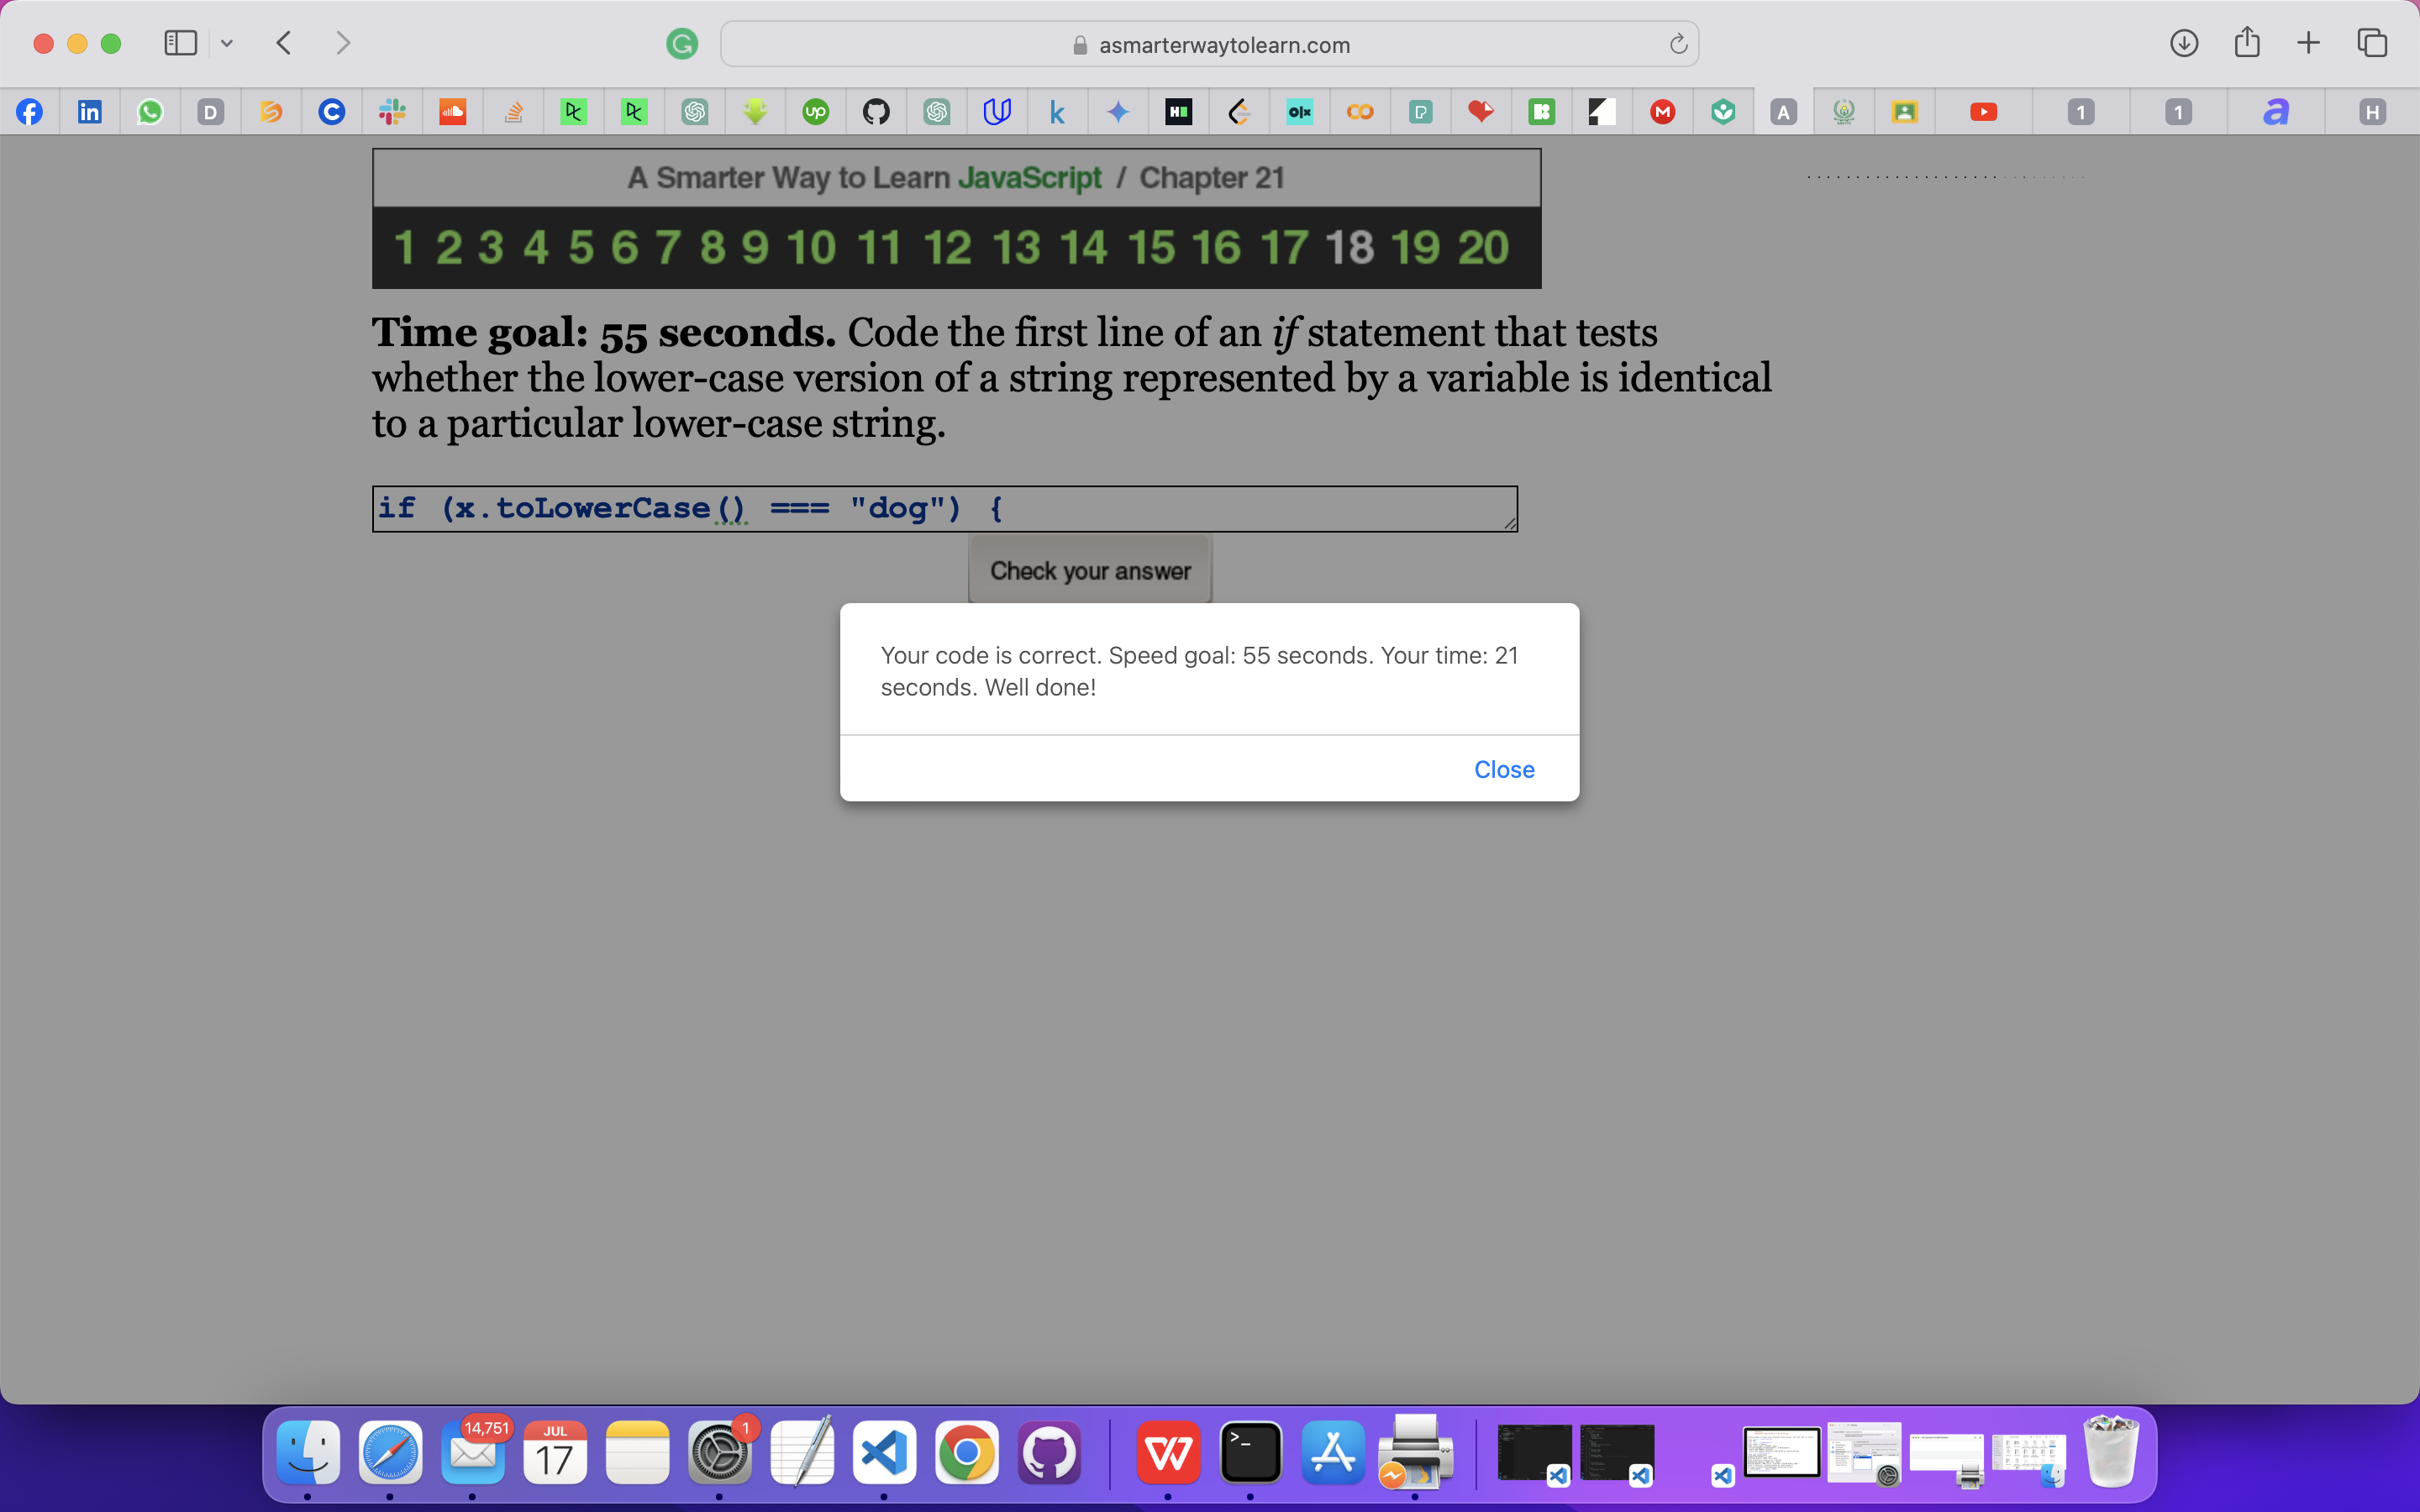 asmarterwaytolearn.com
D
1
1
H
A Smarter Way to Learn JavaScript / Chapter 21
1 2 3 4 5 6 7 8 9 10 11 12 13 14 15 16 17 18 19 20
Time goal: 55 seconds. Code the first line of an if statement that tests
whether the lower-case version of a string represented by a variable is identical
to a particular lower-case string.
if (x.toLowerCase() === "dog") {
Check your answer
Your code is correct. Speed goal: 55 seconds. Your time: 21
seconds. Well done!
Close
14,751
JUL
17
1